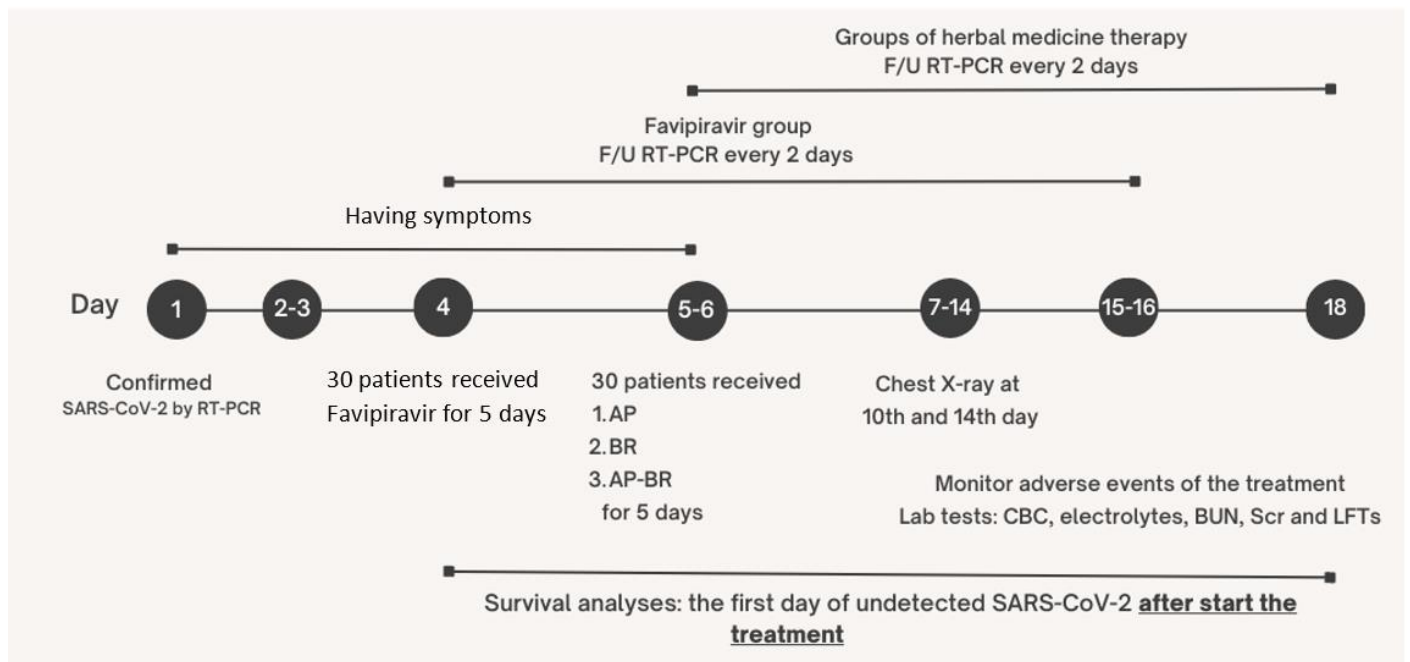 Groups of herbal medicine therapy
F/U RT-PCR every 2 days
Favipiravir group
F/U RT-PCR every 2 days
Having symptoms
Day 1 2-3 4 5-6 7-14 15-16 18
Confirmed
SARS-CoV-2 by RT-PCR
30 patients received
Favipiravir for 5 days
30 patients received
1. AP
2. BR
3. AP-BR
for 5 days
Chest X-ray at
10th and 14th day
Monitor adverse events of the treatment
Lab tests: CBC, electrolytes, BUN, Scr and LFTs
Survival analyses: the first day of undetected SARS-CoV-2 after start the
treatment